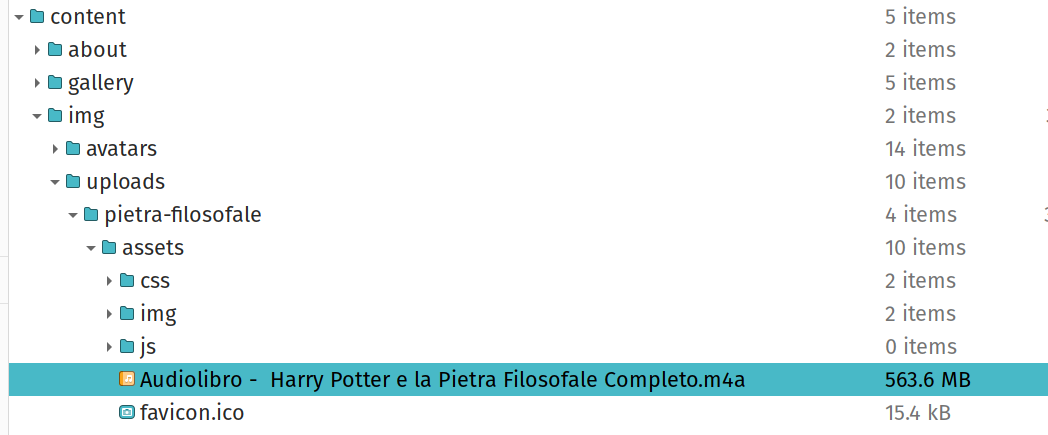 content 5 items
about 2 items
gallery 5 items
img 2 items
avatars 14 items
uploads 10 items
pietra-filosofale 4 items
assets 10 items
css 2 items
img 2 items
js 0 items
Audiolibro -  Harry Potter e la Pietra Filosofale Completo.m4a 563.6 MB
favicon.ico 15.4 kB